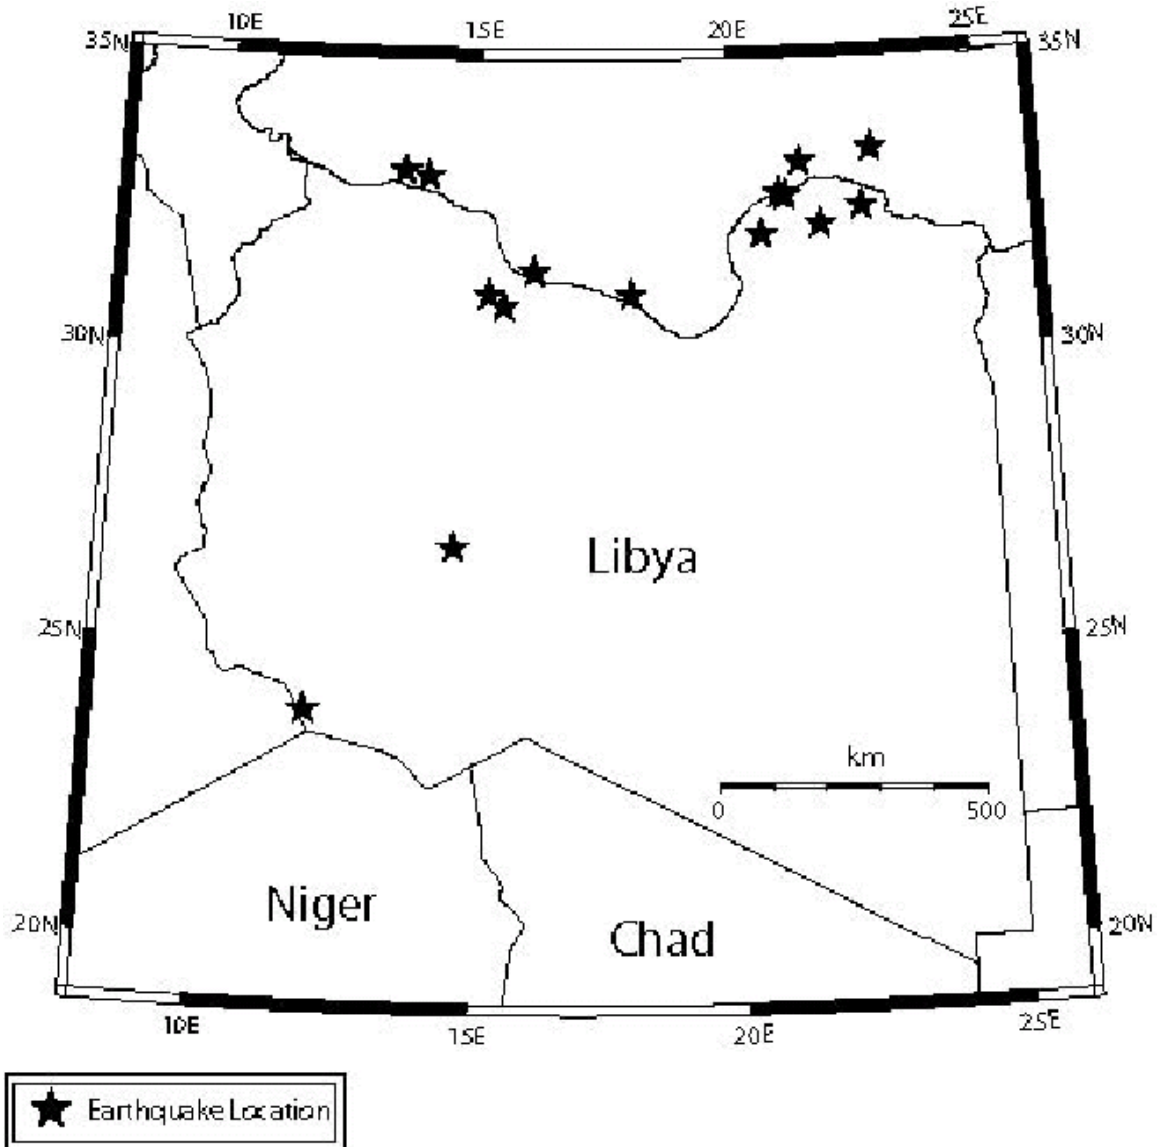 10E 15E 20E 25E
35N 35N
30N 30N
Libya
25N 25N
km
0 500
Niger
20N Chad 20N
10E 15E 20E 25E
Earthquake Location